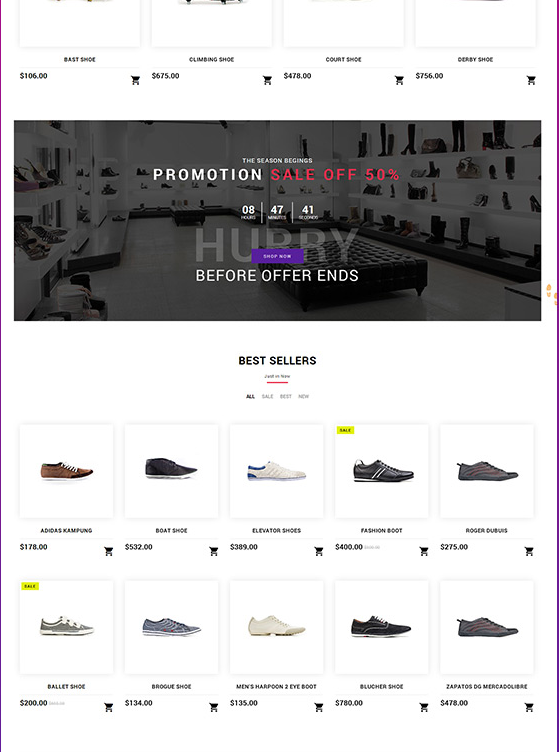 BAST SHOE
CLIMBING SHOE
COURT SHOE
DERBY SHOE
$106.00
$675.00
$478.00
$756.00
THE SEASON BEGINGS
PROMOTION SALE OFF 50%
08 47 41
HOURS MINUTES SECONDS
HURRY
SHOP NOW
BEFORE OFFER ENDS
BEST SELLERS
Just in Now
ALL SALE BEST NEW
SALE
ADIDAS KAMPUNG
BOAT SHOE
ELEVATOR SHOES
FASHION BOOT
ROGER DUBUIS
$178.00
$532.00
$389.00
$400.00
$275.00
SALE
BALLET SHOE
BROGUE SHOE
MEN'S HARPOON 2 EYE BOOT
BLUCHER SHOE
ZAPATOS DG MERCADOLIBRE
$200.00
$134.00
$135.00
$780.00
$478.00